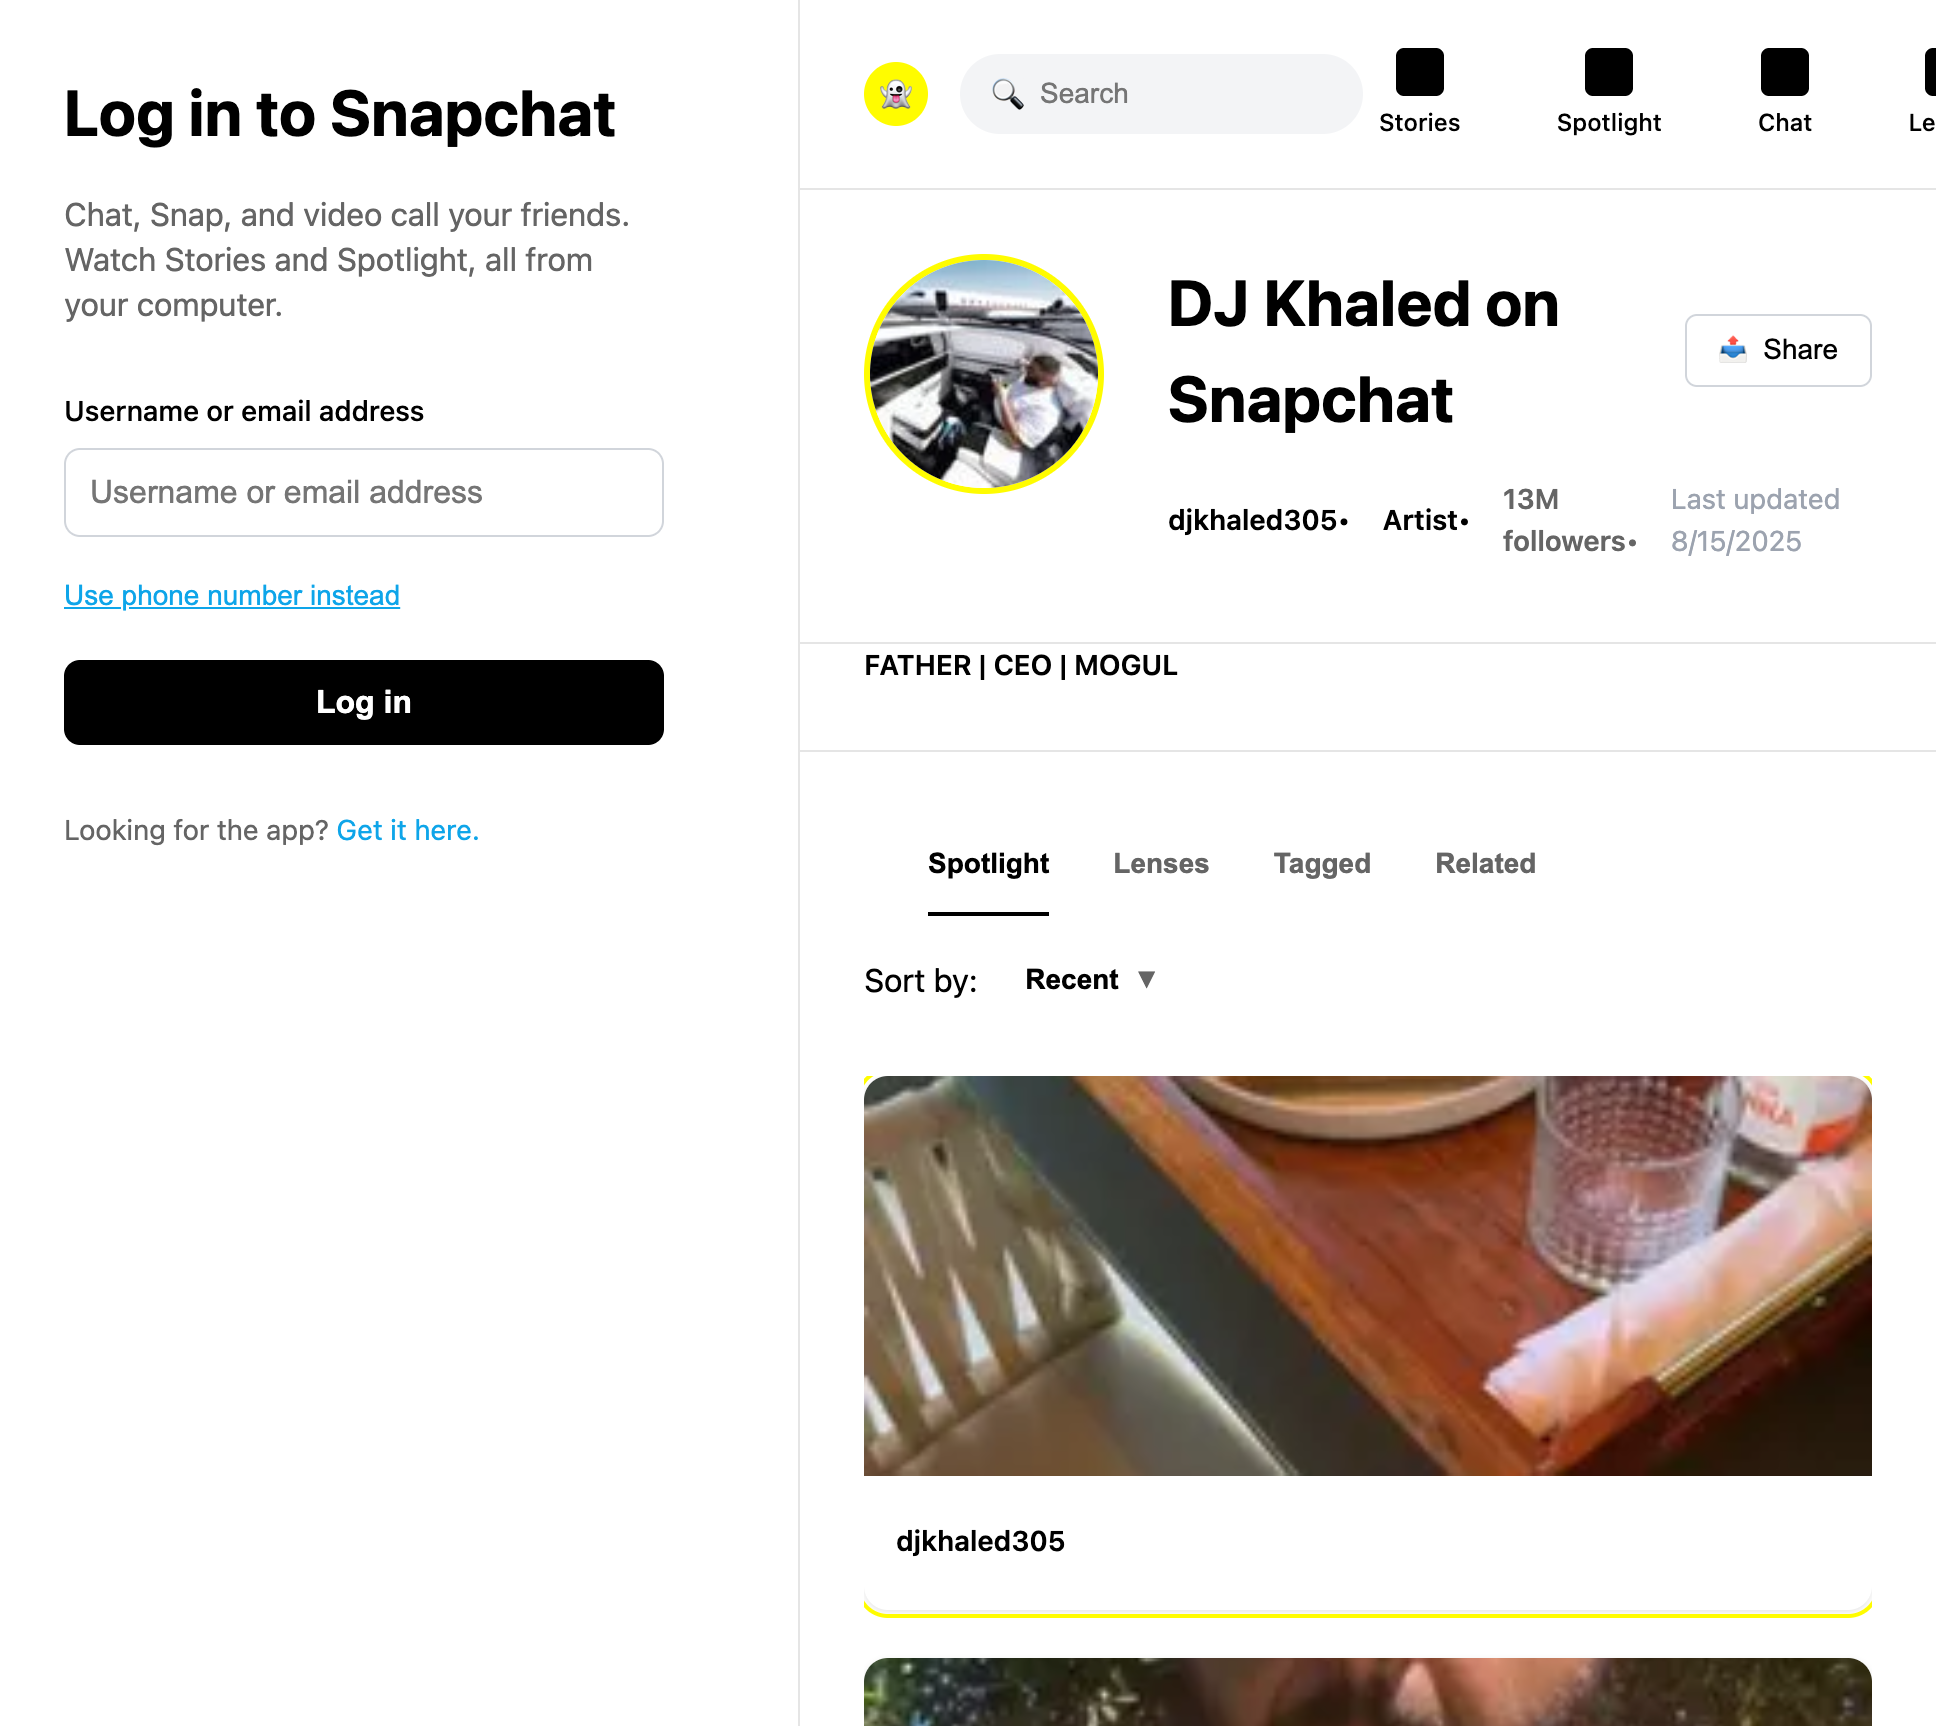 Log in to Snapchat
Chat, Snap, and video call your friends.
Watch Stories and Spotlight, all from
your computer.
Username or email address
Username or email address
Use phone number instead
Log in
Looking for the app? Get it here.
Search
Stories
Spotlight
Chat
Le
DJ Khaled on
Snapchat
Share
djkhaled305•
Artist•
13M
followers•
Last updated
8/15/2025
FATHER | CEO | MOGUL
Spotlight
Lenses
Tagged
Related
Sort by:
Recent ▼
djkhaled305